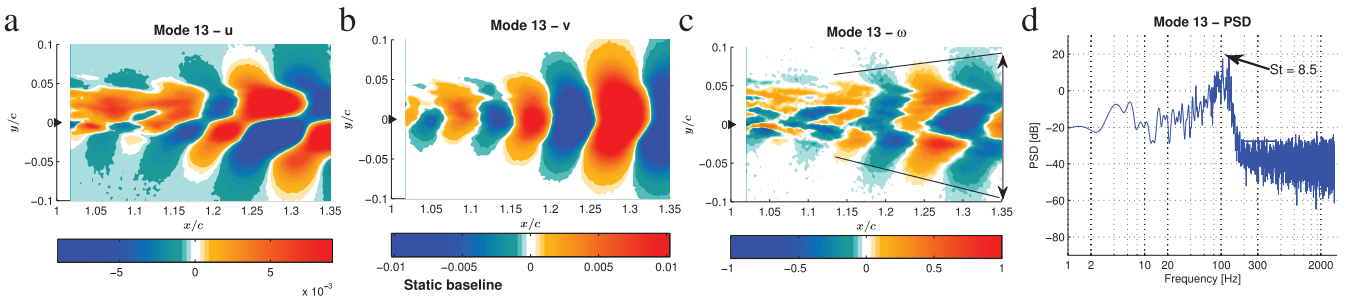 a
Mode 13 – u
0.1
0.05
0
−0.05
−0.1
y/c
1 1.05 1.1 1.15 1.2 1.25 1.3 1.35
x/c
−5 0 5
x 10⁻³
b
Mode 13 – v
0.1
0.05
0
−0.05
−0.1
y/c
1.05 1.1 1.15 1.2 1.25 1.3 1.35
x/c
−0.01 −0.005 0 0.005 0.01
Static baseline
c
Mode 13 – ω
0.1
0.05
0
−0.05
−0.1
y/c
1 1.05 1.1 1.15 1.2 1.25 1.3 1.35
x/c
−1 −0.5 0 0.5 1
d
Mode 13 – PSD
20
0
−20
−40
−60
−80
PSD [dB]
St = 8.5
1 2 10 20 100 300 2000
Frequency [Hz]